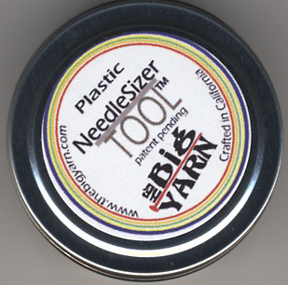 Plastic
NeedleSizer
TOOL™
patent pending
THE Big
YARN
Crafted in California
www.thebigyarn.com